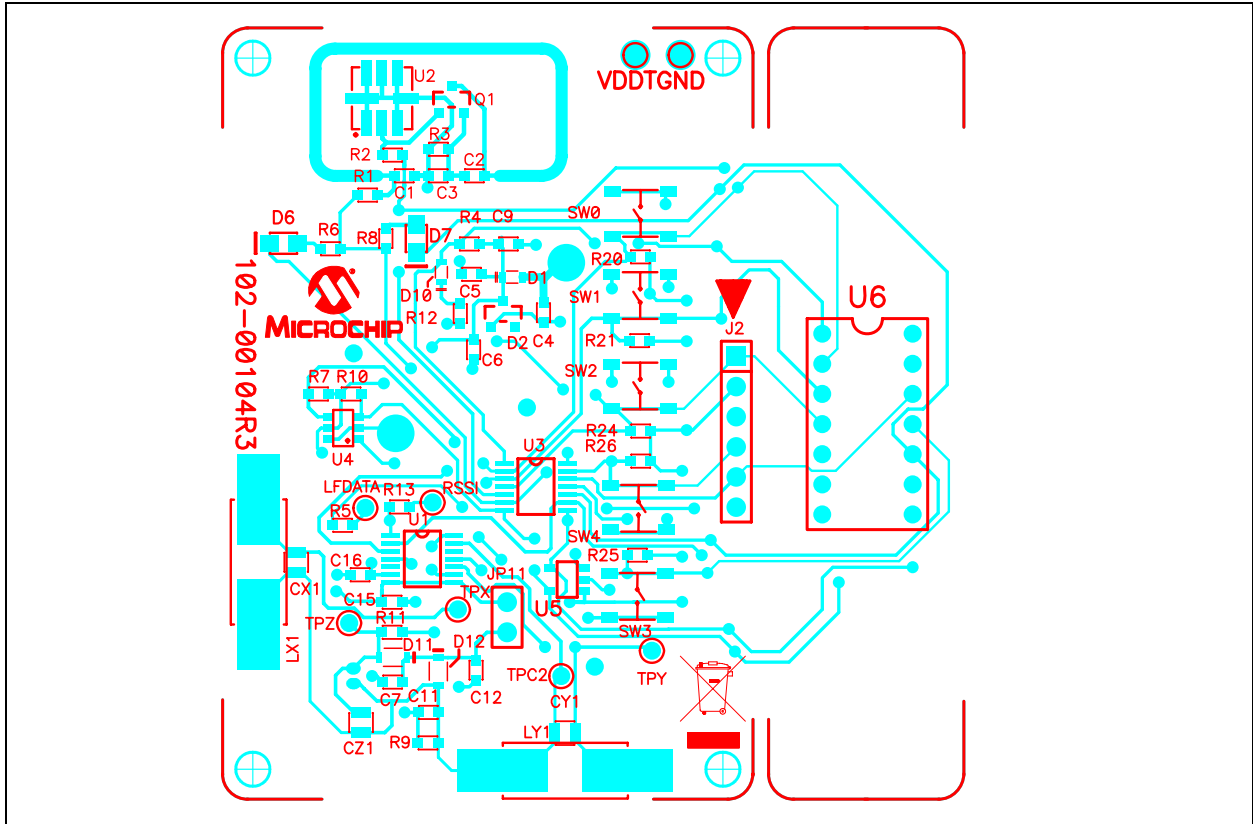 U2
Q1
VDDTGND
R3
R2
C2
R1
C1
C3
D6
R6
R8
D7
R4
C9
SW0
R20
D10
C5
D1
SW1
R12
D2
C4
MICROCHIP
J2
U6
C6
R21
SW2
102-00104R3
R7
R10
R24
R26
U4
U3
LFDATA
R13
RSSI
R5
U1
SW4
R25
C16
CX1
JP11
TPX
C15
U5
TPZ
R11
SW3
D11
D12
LX1
C7
C12
TPC2
TPY
C11
CY1
CZ1
R9
LY1